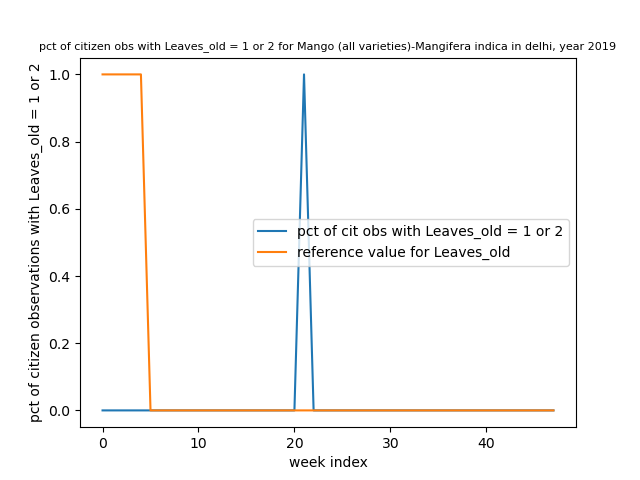 pct of citizen obs with Leaves_old = 1 or 2 for Mango (all varieties)-Mangifera indica in delhi, year 2019
pct of citizen observations with Leaves_old = 1 or 2
1.0
0.8
0.6
0.4
0.2
0.0
pct of cit obs with Leaves_old = 1 or 2
reference value for Leaves_old
0 10 20 30 40
week index